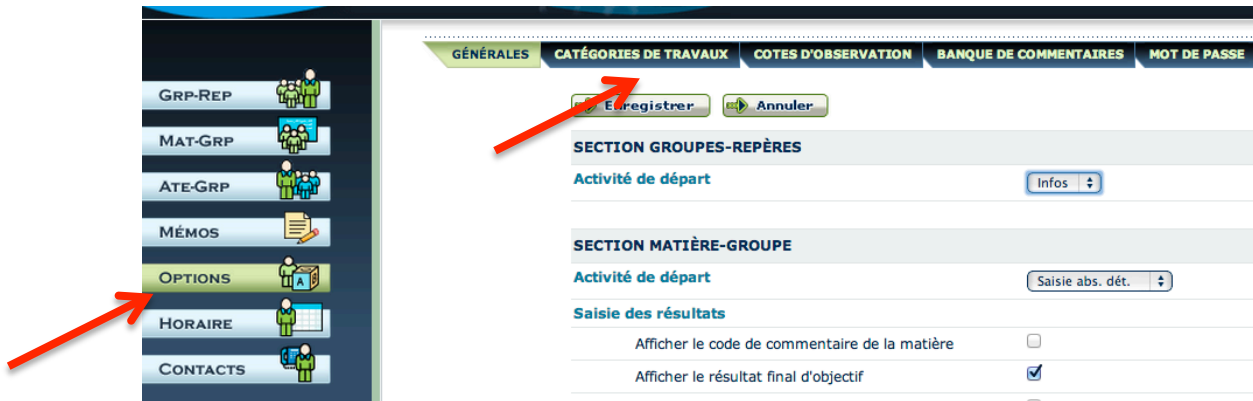 GÉNÉRALES CATÉGORIES DE TRAVAUX COTES D'OBSERVATION BANQUE DE COMMENTAIRES MOT DE PASSE
GRP-REP
MAT-GRP
ATE-GRP
MÉMOS
OPTIONS
HORAIRE
CONTACTS
Enregistrer Annuler
SECTION GROUPES-REPÈRES
Activité de départ Infos
SECTION MATIÈRE-GROUPE
Activité de départ Saisie abs. dét.
Saisie des résultats
Afficher le code de commentaire de la matière
Afficher le résultat final d'objectif